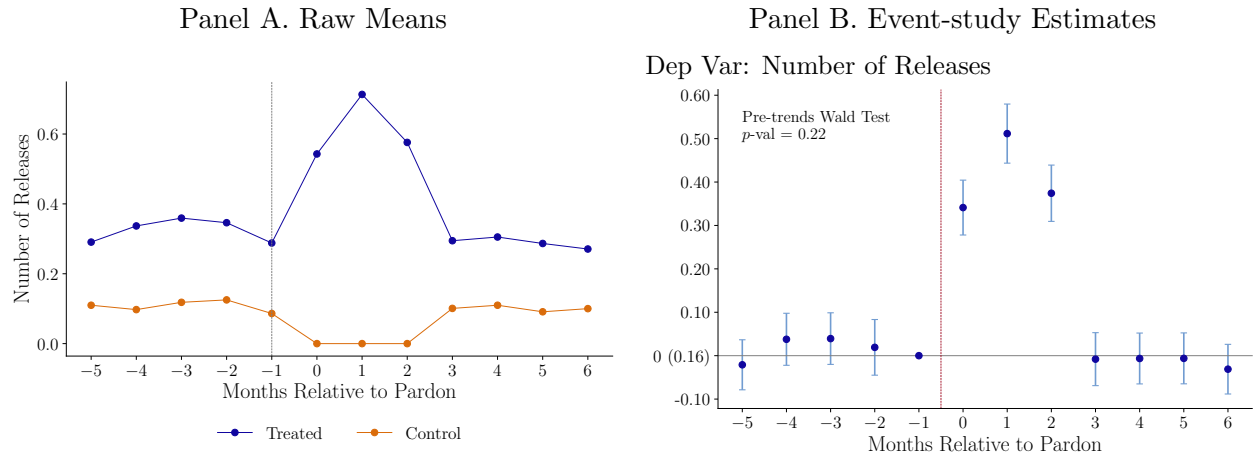 Panel A. Raw Means
Number of Releases
0.6
0.4
0.2
0.0
−5 −4 −3 −2 −1 0 1 2 3 4 5 6
Months Relative to Pardon
Treated Control
Panel B. Event-study Estimates
Dep Var: Number of Releases
Pre-trends Wald Test
p-val = 0.22
0.60
0.50
0.40
0.30
0.20
0.10
0 (0.16)
-0.10
−5 −4 −3 −2 −1 0 1 2 3 4 5 6
Months Relative to Pardon